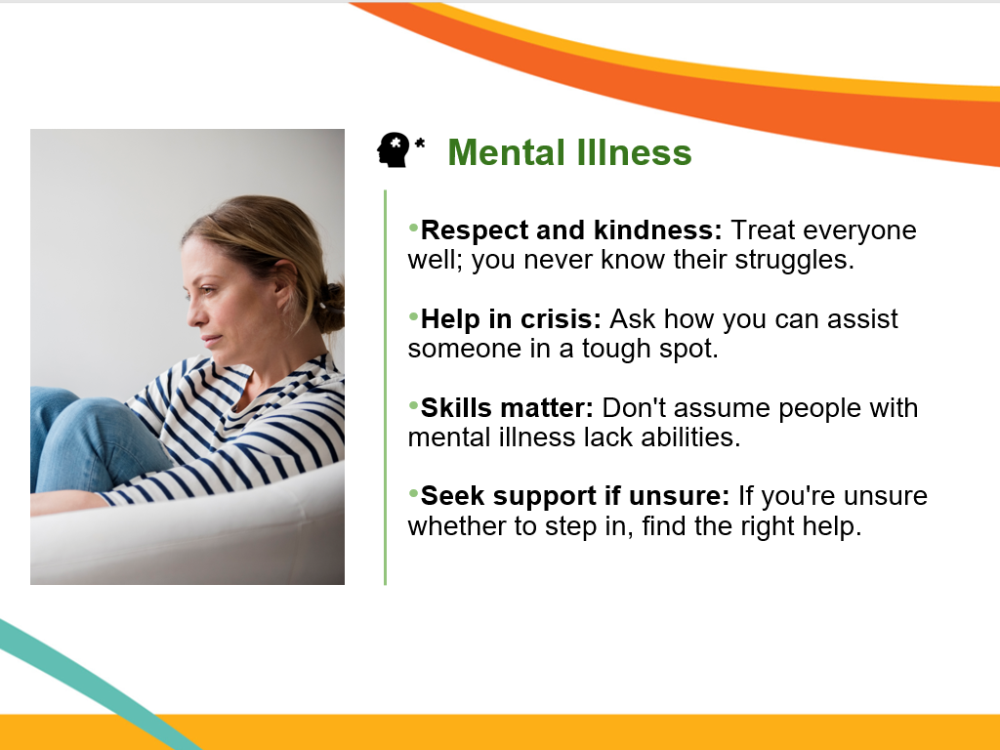 Mental Illness
•Respect and kindness: Treat everyone
well; you never know their struggles.
•Help in crisis: Ask how you can assist
someone in a tough spot.
•Skills matter: Don't assume people with
mental illness lack abilities.
•Seek support if unsure: If you're unsure
whether to step in, find the right help.